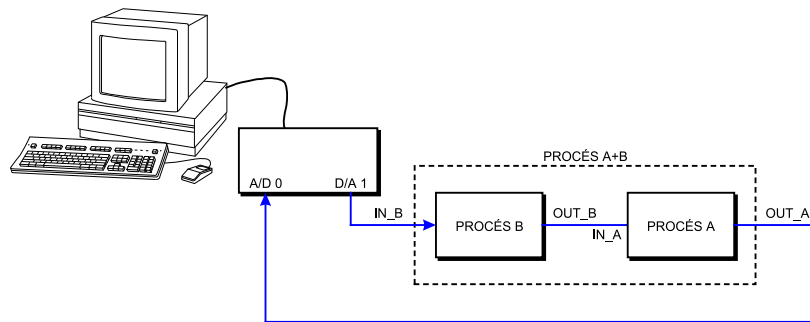 PROCÉS A+B
A/D 0
D/A 1
IN_B
PROCÉS B
OUT_B
IN_A
PROCÉS A
OUT_A